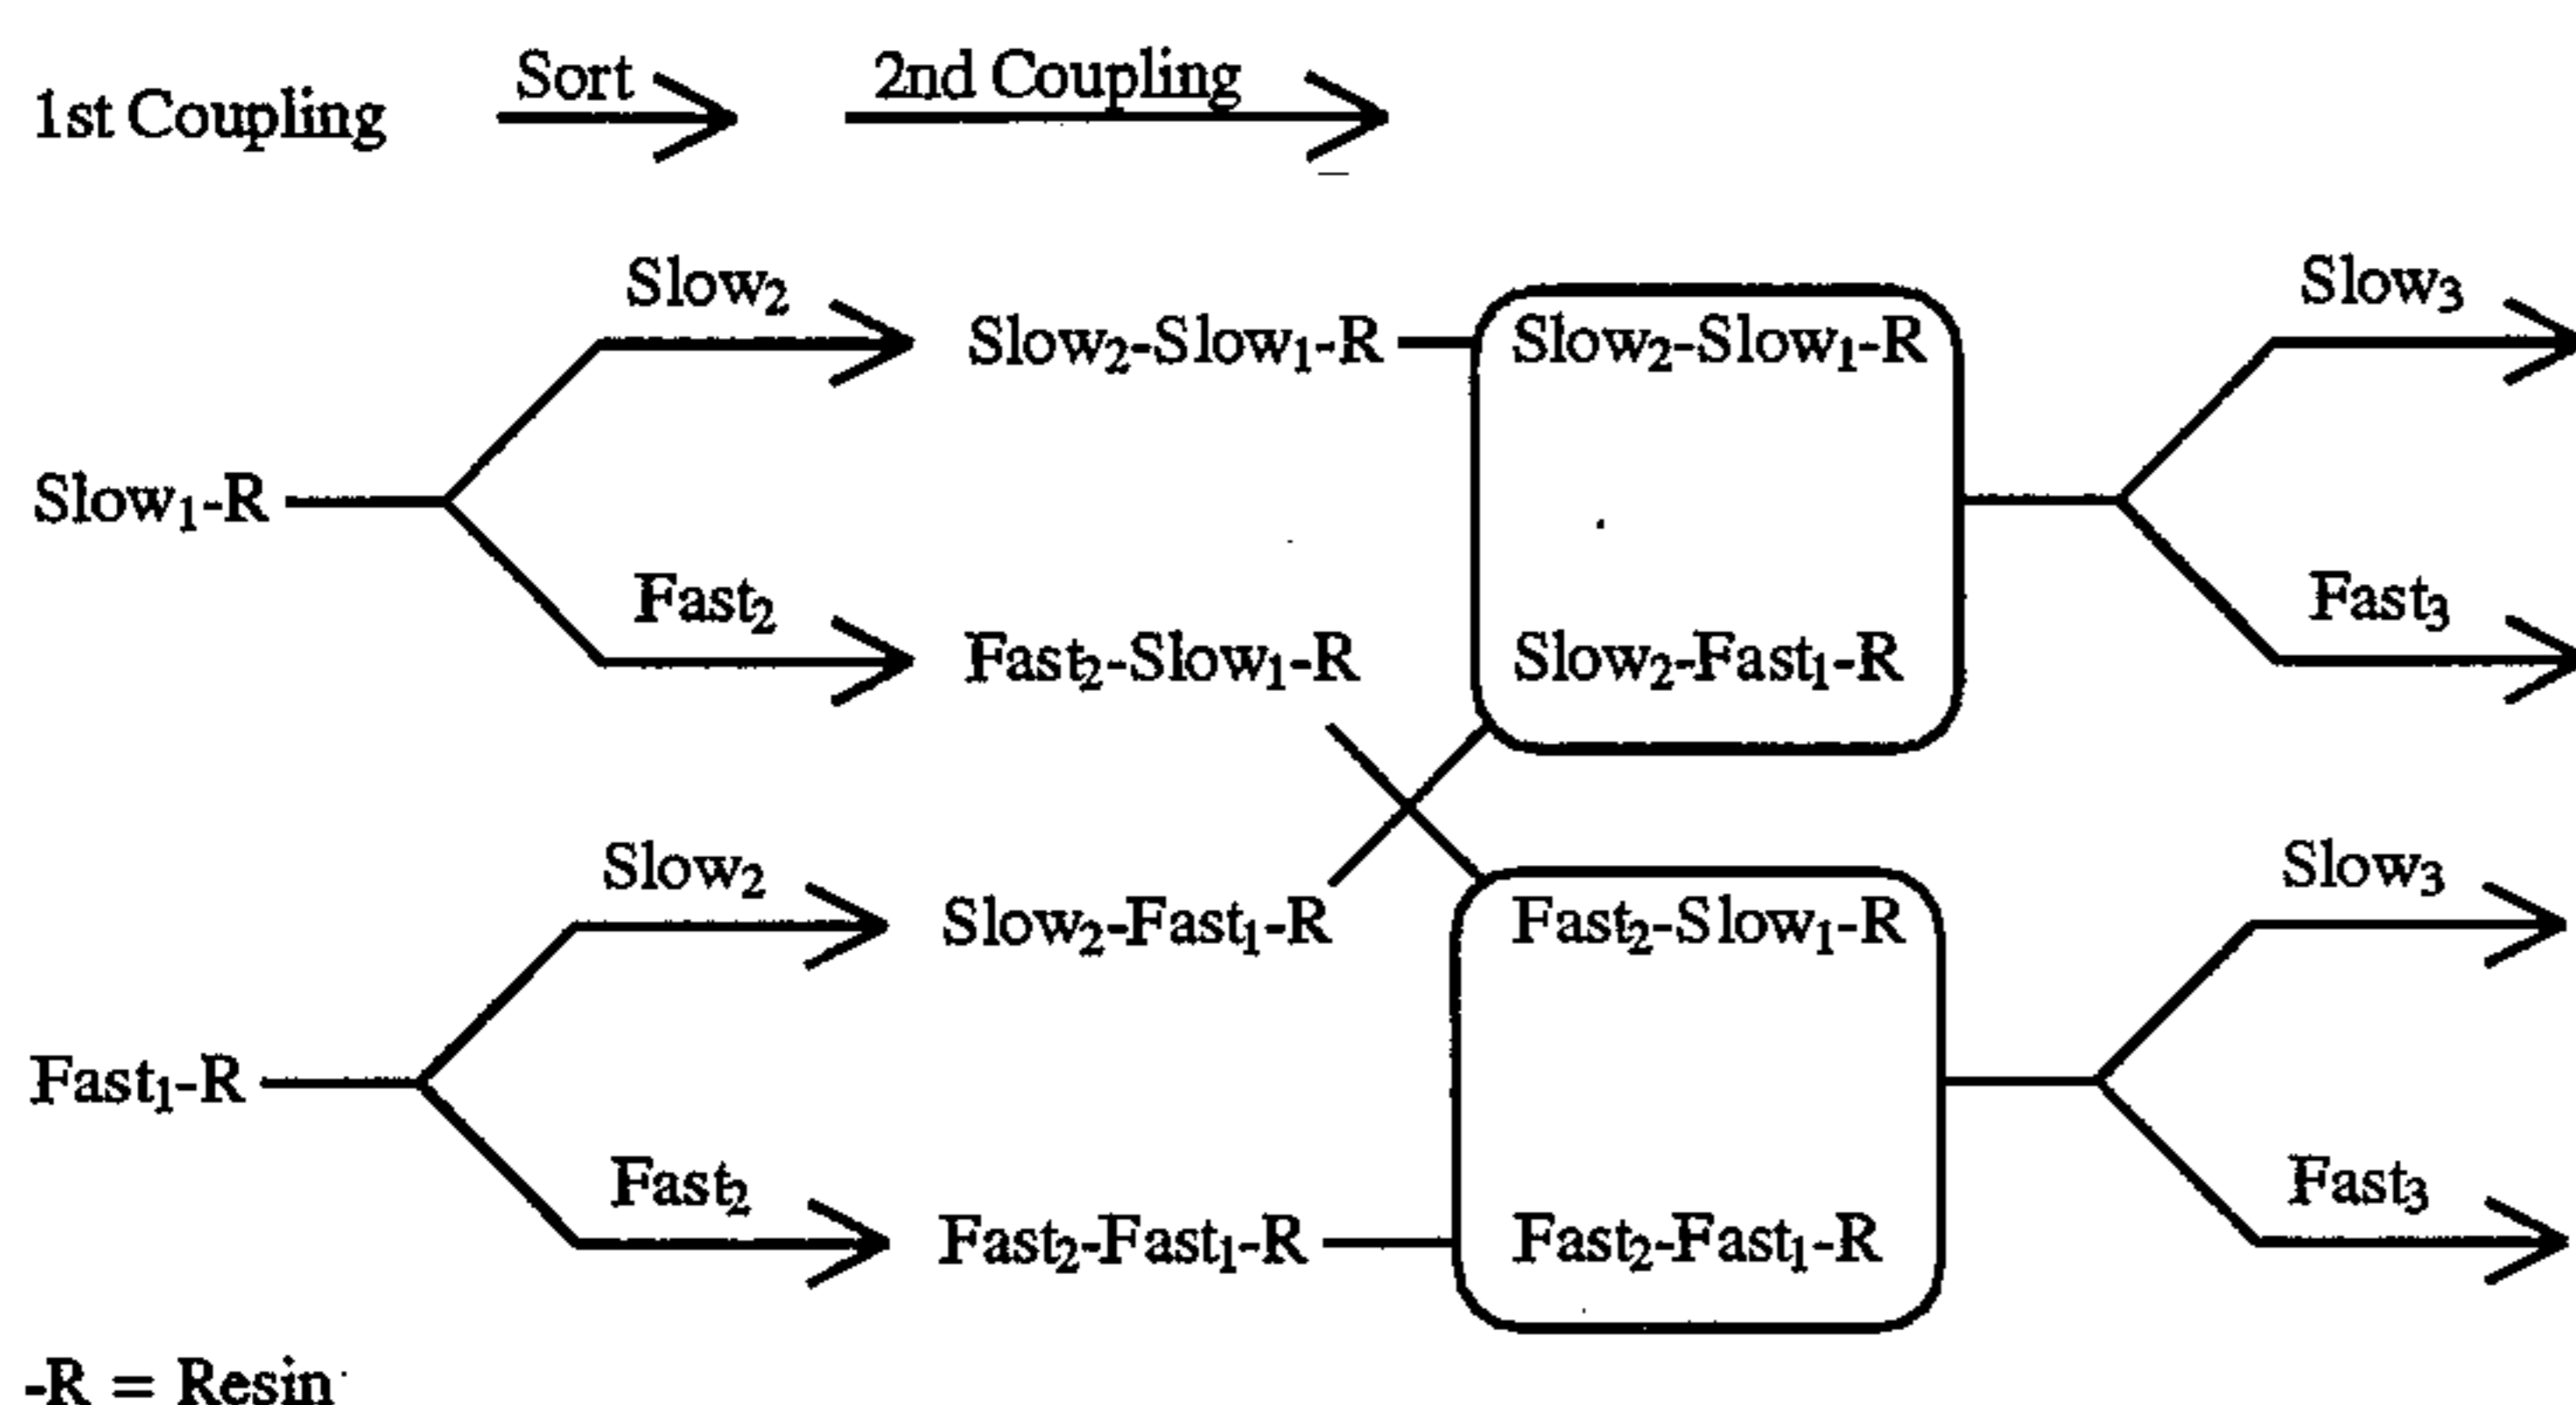 1st Coupling Sort 2nd Coupling
Slow₂ Slow₃
Slow₂-Slow₁-R Slow₂-Slow₁-R
Slow₁-R
Fast₂ Fast₃
Fast₂-Slow₁-R Slow₂-Fast₁-R
Slow₂ Slow₃
Slow₂-Fast₁-R Fast₂-Slow₁-R
Fast₁-R
Fast₂ Fast₃
Fast₂-Fast₁-R Fast₂-Fast₁-R
-R = Resin